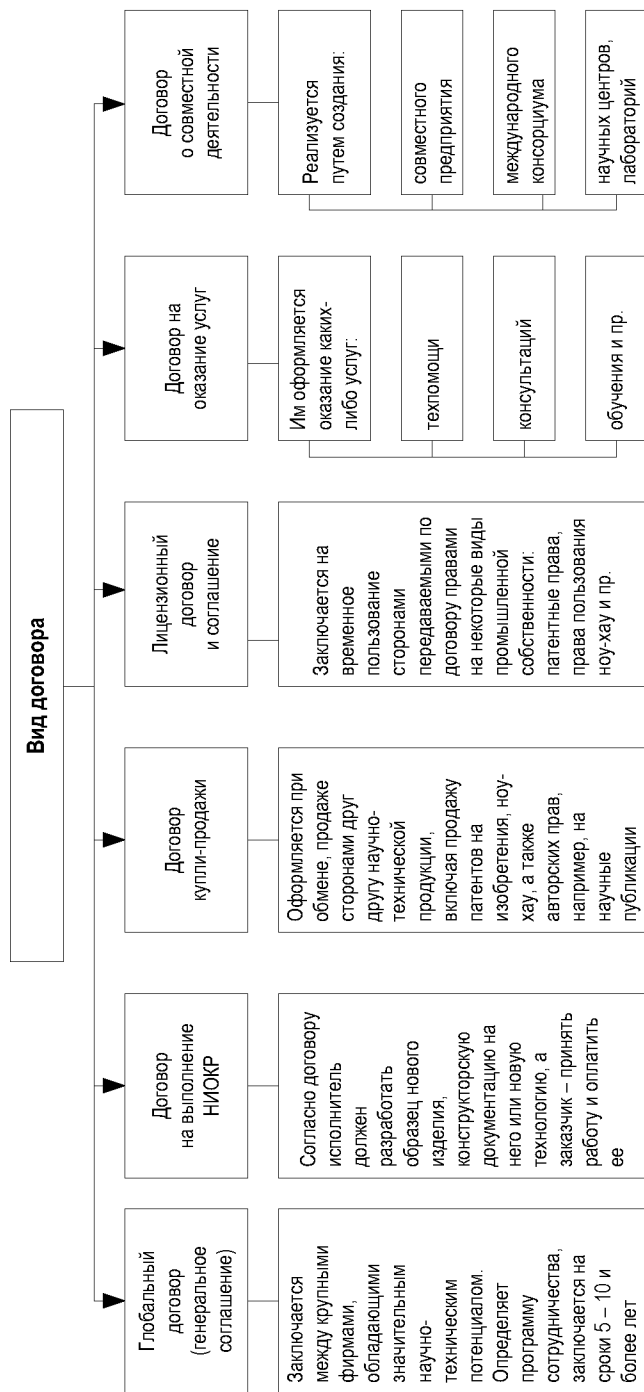 Вид договора
Глобальный
договор
(генеральное
соглашение)
Заключается
между крупными
фирмами,
обладающими
значительным
научно-
техническим
потенциалом.
Определяет
программу
сотрудничества,
заключается на
сроки 5 – 10 и
более лет
Договор
на выполнение
НИОКР
Согласно договору
исполнитель
должен
разработать
образец нового
изделия,
конструкторскую
документацию на
него или новую
технологию, а
заказчик – принять
работу и оплатить
ее
Договор
купли-продажи
Оформляется при
обмене, продаже
сторонами друг
другу научно-
технической
продукции,
включая продажу
патентов на
изобретения, ноу-
хау, а также
авторских прав,
например, на
научные
публикации
Лицензионный
договор
и соглашение
Заключается на
временное
пользование
сторонами
передаваемыми по
договору правами
на некоторые виды
промышленной
собственности:
патентные права,
права пользования
ноу-хау и пр.
Договор на
оказание услуг
Им оформляется
оказание каких-
либо услуг:
техпомощи
консультаций
обучения и пр.
Договор
о совместной
деятельности
Реализуется
путем создания:
совместного
предприятия
международного
консорциума
научных центров,
лабораторий